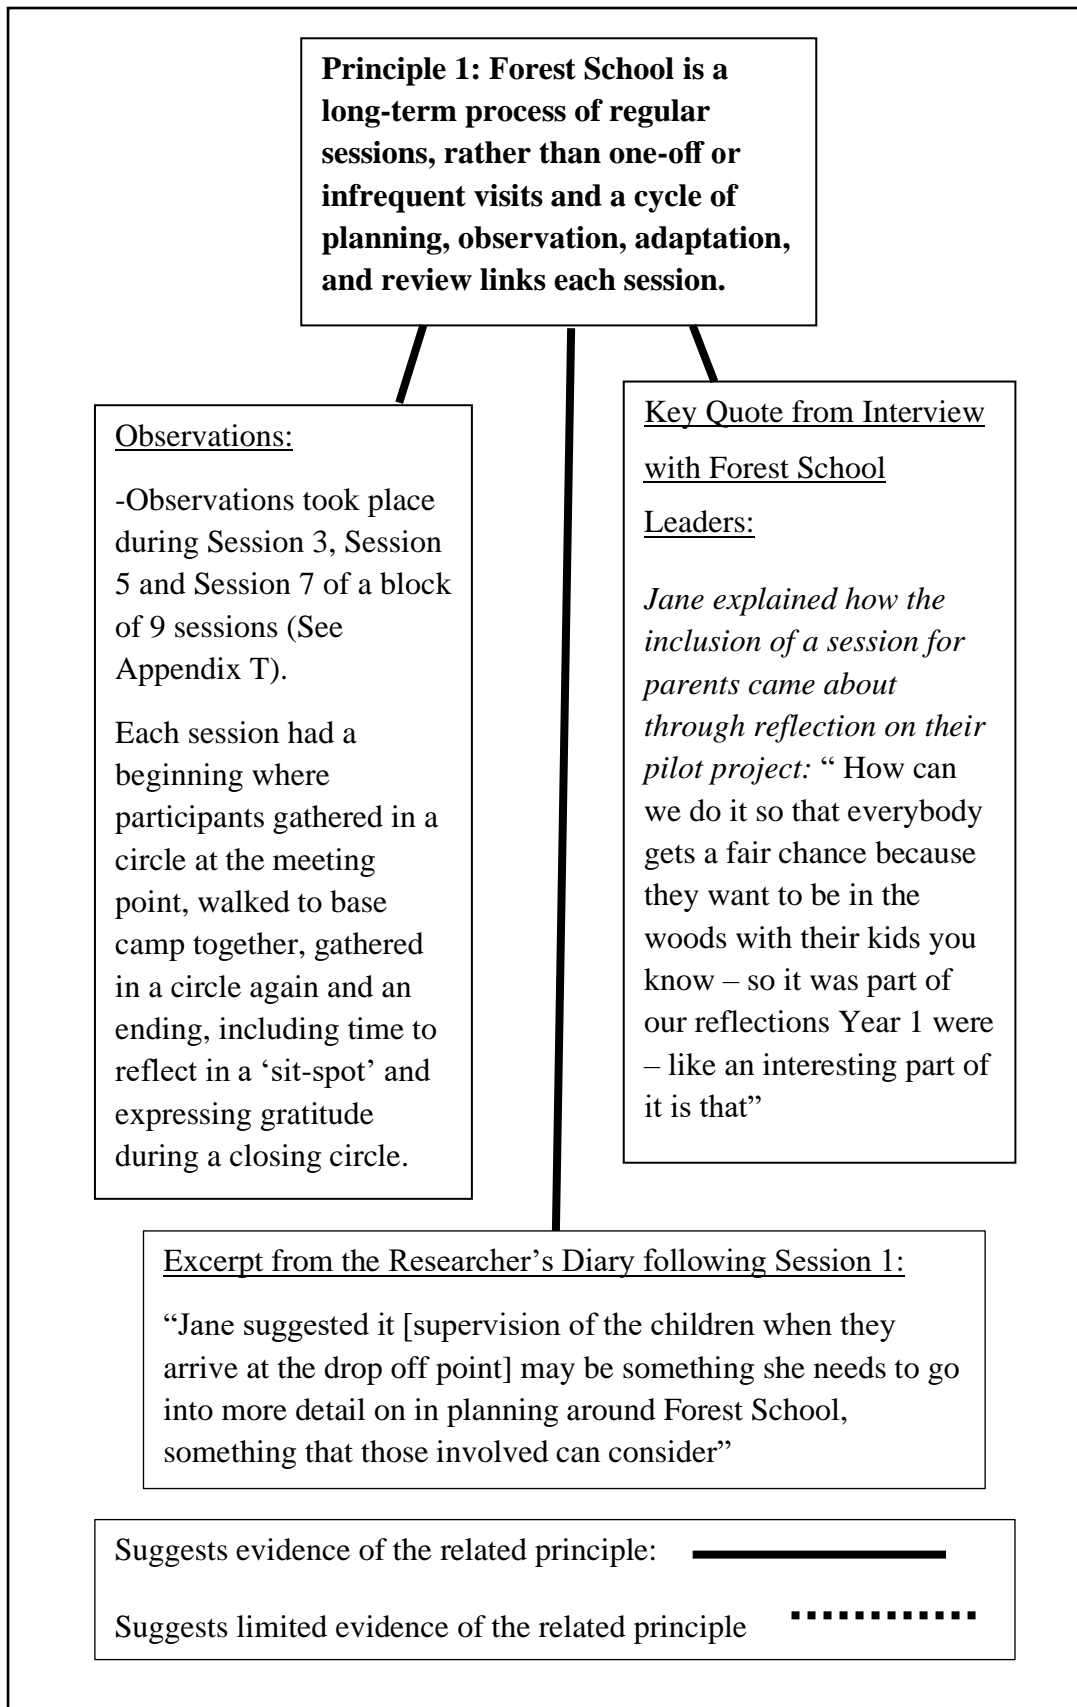 Principle 1: Forest School is a
long-term process of regular
sessions, rather than one-off or
infrequent visits and a cycle of
planning, observation, adaptation,
and review links each session.
Observations:
-Observations took place
during Session 3, Session
5 and Session 7 of a block
of 9 sessions (See
Appendix T).
Each session had a
beginning where
participants gathered in a
circle at the meeting
point, walked to base
camp together, gathered
in a circle again and an
ending, including time to
reflect in a ‘sit-spot’ and
expressing gratitude
during a closing circle.
Key Quote from Interview
with Forest School
Leaders:
Jane explained how the
inclusion of a session for
parents came about
through reflection on their
pilot project: “ How can
we do it so that everybody
gets a fair chance because
they want to be in the
woods with their kids you
know – so it was part of
our reflections Year 1 were
– like an interesting part of
it is that”
Excerpt from the Researcher’s Diary following Session 1:
“Jane suggested it [supervision of the children when they
arrive at the drop off point] may be something she needs to go
into more detail on in planning around Forest School,
something that those involved can consider”
Suggests evidence of the related principle:
Suggests limited evidence of the related principle